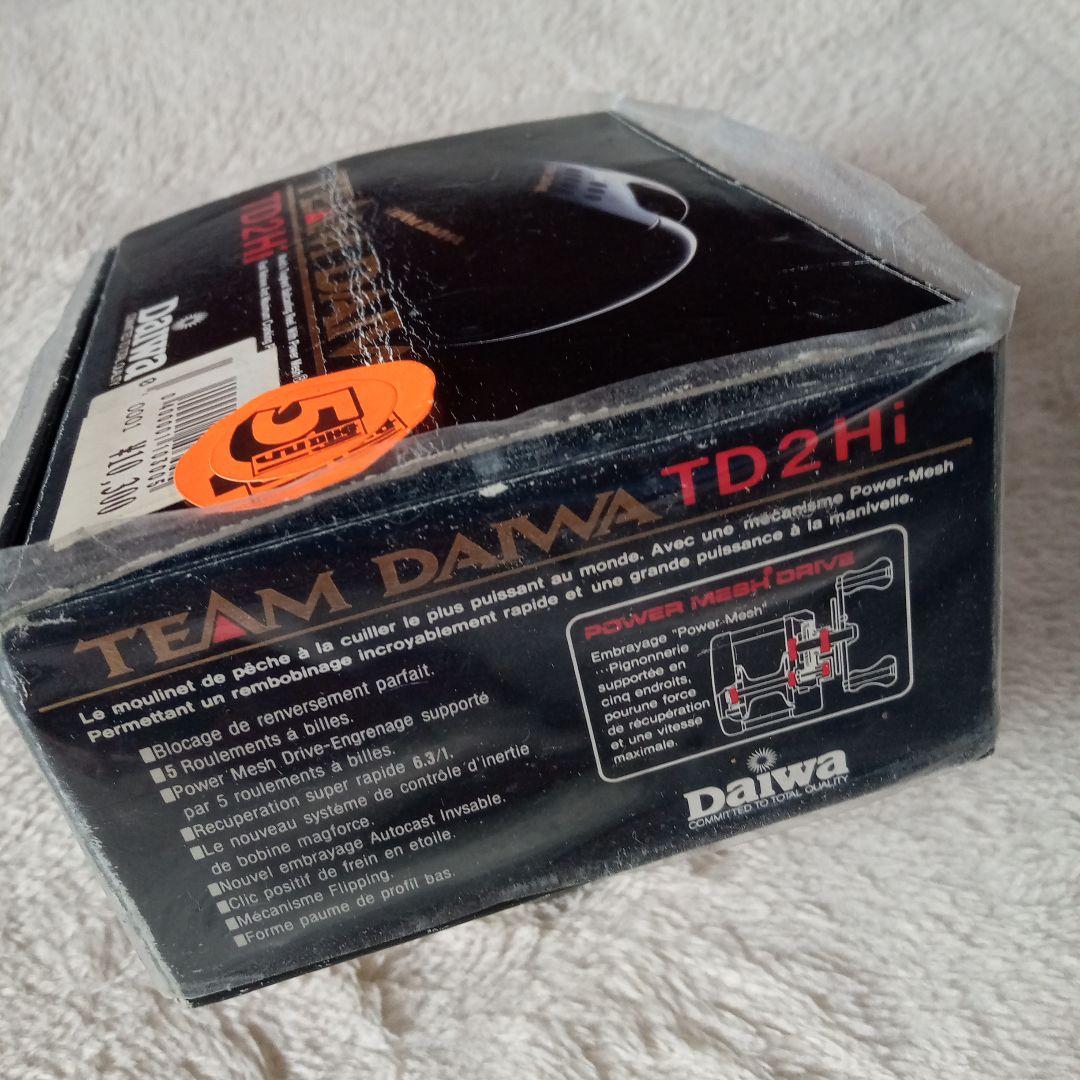 TEAM DAIWA
TD2Hi
Daiwa
¥10,300
5
TEAM DAIWA TD2Hi
Le moulinet de pêche à la cuiller le plus puissant au monde. Avec une mécanisme Power-Mesh
Permettant un rembobinage incroyablement rapide et une grande puissance à la manivelle.
■Blocage de renversement parfait.
■5 Roulements à billes.
■Power Mesh Drive-Engrenage supporté
par 5 roulements à billes.
■Recuperation super rapide 6.3/1.
■Le nouveau système de contrôle d'inertie
de bobine magforce.
■Nouvel embrayage Autocast Invsable.
■Clic positif de frein en etoile.
■Mécanisme Flipping.
■Forme paume de profil bas.
POWER MESH DRIVE
Embrayage "Power-Mesh"
...Pignonnerie
supportée en
cinq endroits,
pourune force
de récupération
et une vitesse
maximale.
Daiwa
COMMITTED TO TOTAL QUALITY